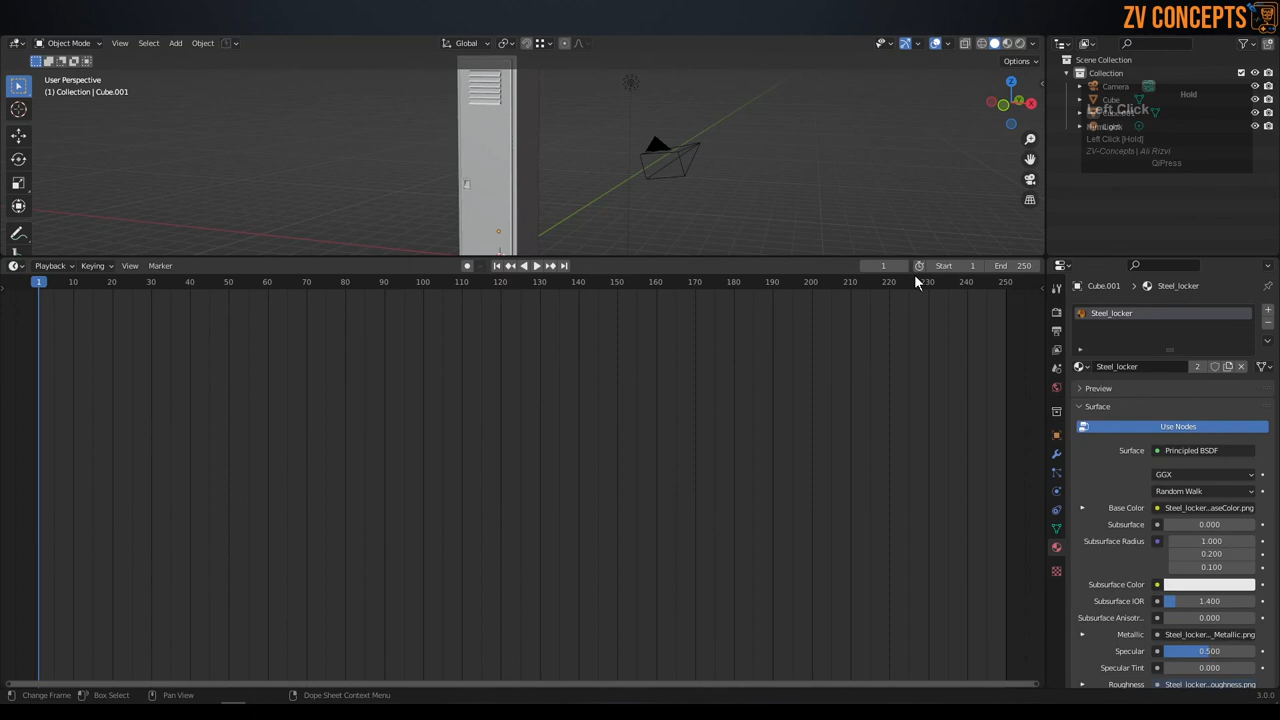 ZV CONCEPTS
Object Mode View Select Add Object Global
Options
User Perspective
(1) Collection | Cube.001
X
Y
Z
Scene Collection
Collection
Camera
Cube
Light
Hold
Left Click
Left Click [Hold]
ZV-Concepts | Ali Rizvi
QiPress
Playback Keying View Marker 1 Start 1 End 250
1 10 20 30 40 50 60 70 80 90 100 110 120 130 140 150 160 170 180 190 200 210 220 230 240 250
Cube.001 Steel_locker
Steel_locker
Steel_locker 2
Preview
Surface
Use Nodes
Surface Principled BSDF
GGX
Random Walk
Base Color Steel_locker...aseColor.png
Subsurface 0.000
Subsurface Radius 1.000
0.200
0.100
Subsurface Color
Subsurface IOR 1.400
Subsurface Anisotr... 0.000
Metallic Steel_locker..._Metallic.png
Specular 0.500
Specular Tint 0.000
Roughness Steel_locker...oughness.png
Change Frame Box Select Pan View Dope Sheet Context Menu 3.0.0